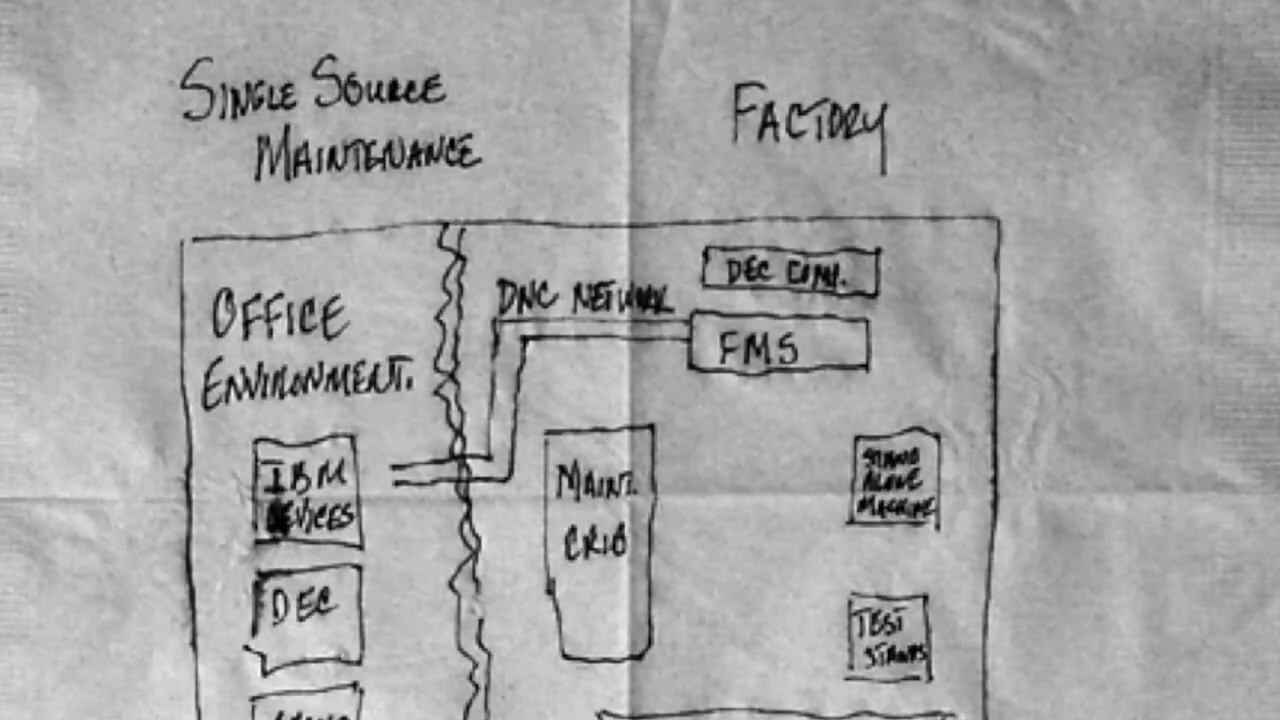 SINGLE SOURCE
MAINTENANCE
FACTORY
OFFICE
ENVIRONMENT.
DNC NETWORK
DEC COMM.
FMS
IBM
DEVICES
DEC
MAINT.
CRIB
STAND
ALONE
MACHINE
TEST
STANDS